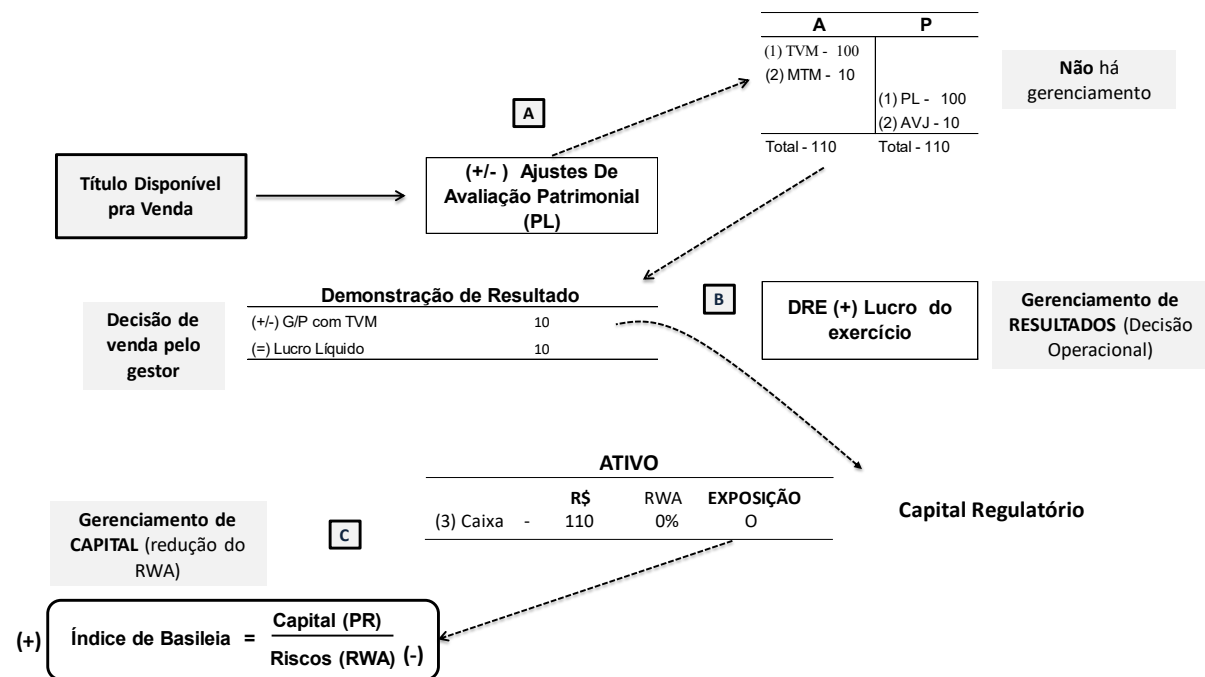 A P
(1) TVM - 100
(2) MTM - 10
(1) PL - 100
(2) AVJ - 10
Total - 110 Total - 110
Não há
gerenciamento
A
Título Disponível
pra Venda
(+/- ) Ajustes De
Avaliação Patrimonial
(PL)
Decisão de
venda pelo
gestor
Demonstração de Resultado
(+/-) G/P com TVM 10
(=) Lucro Líquido 10
B
DRE (+) Lucro do
exercício
Gerenciamento de
RESULTADOS (Decisão
Operacional)
ATIVO
R$ RWA EXPOSIÇÃO
(3) Caixa - 110 0% O
Capital Regulatório
Gerenciamento de
CAPITAL (redução do
RWA)
C
(+) Índice de Basileia = Capital (PR)
Riscos (RWA) (-)